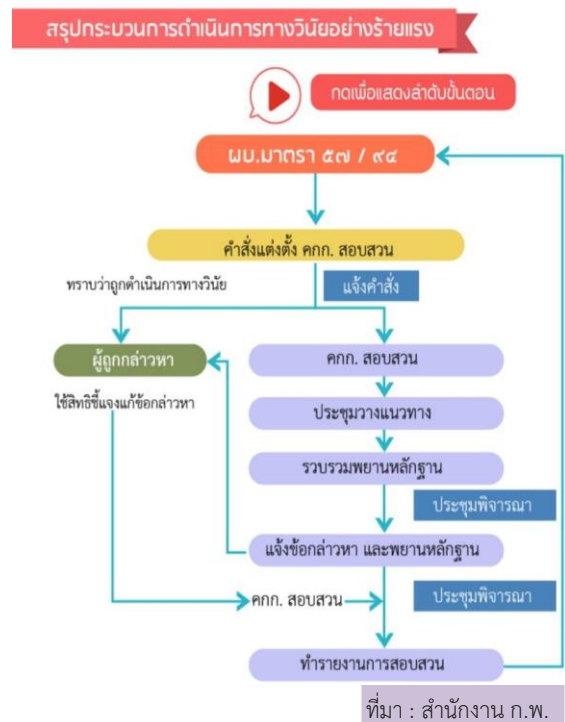 สรุปกระบวนการดำเนินการทางวินัยอย่างร้ายแรง
กดเพื่อแสดงลำดับขั้นตอน
ผบ.มาตรา ๕๗ / ๙๔
คำสั่งแต่งตั้ง คกก. สอบสวน
ทราบว่าถูกดำเนินการทางวินัย
แจ้งคำสั่ง
ผู้ถูกกล่าวหา
คกก. สอบสวน
ใช้สิทธิชี้แจงแก้ข้อกล่าวหา
ประชุมวางแนวทาง
รวบรวมพยานหลักฐาน
ประชุมพิจารณา
แจ้งข้อกล่าวหา และพยานหลักฐาน
คกก. สอบสวน
ประชุมพิจารณา
ทำรายงานการสอบสวน
ที่มา : สำนักงาน ก.พ.